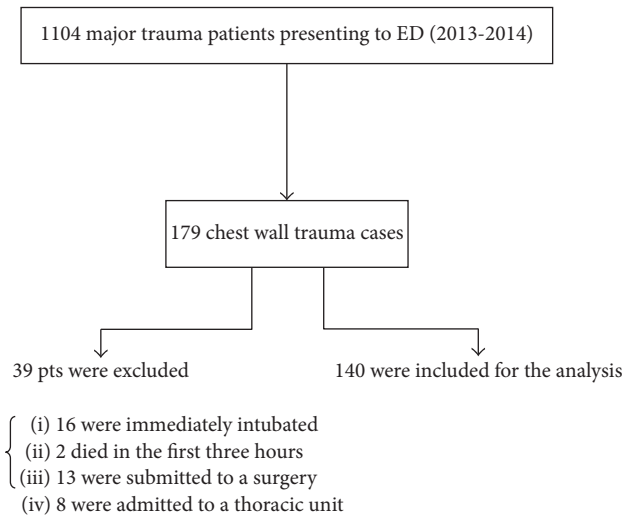 1104 major trauma patients presenting to ED (2013-2014)
179 chest wall trauma cases
39 pts were excluded
140 were included for the analysis
(i) 16 were immediately intubated
(ii) 2 died in the first three hours
(iii) 13 were submitted to a surgery
(iv) 8 were admitted to a thoracic unit